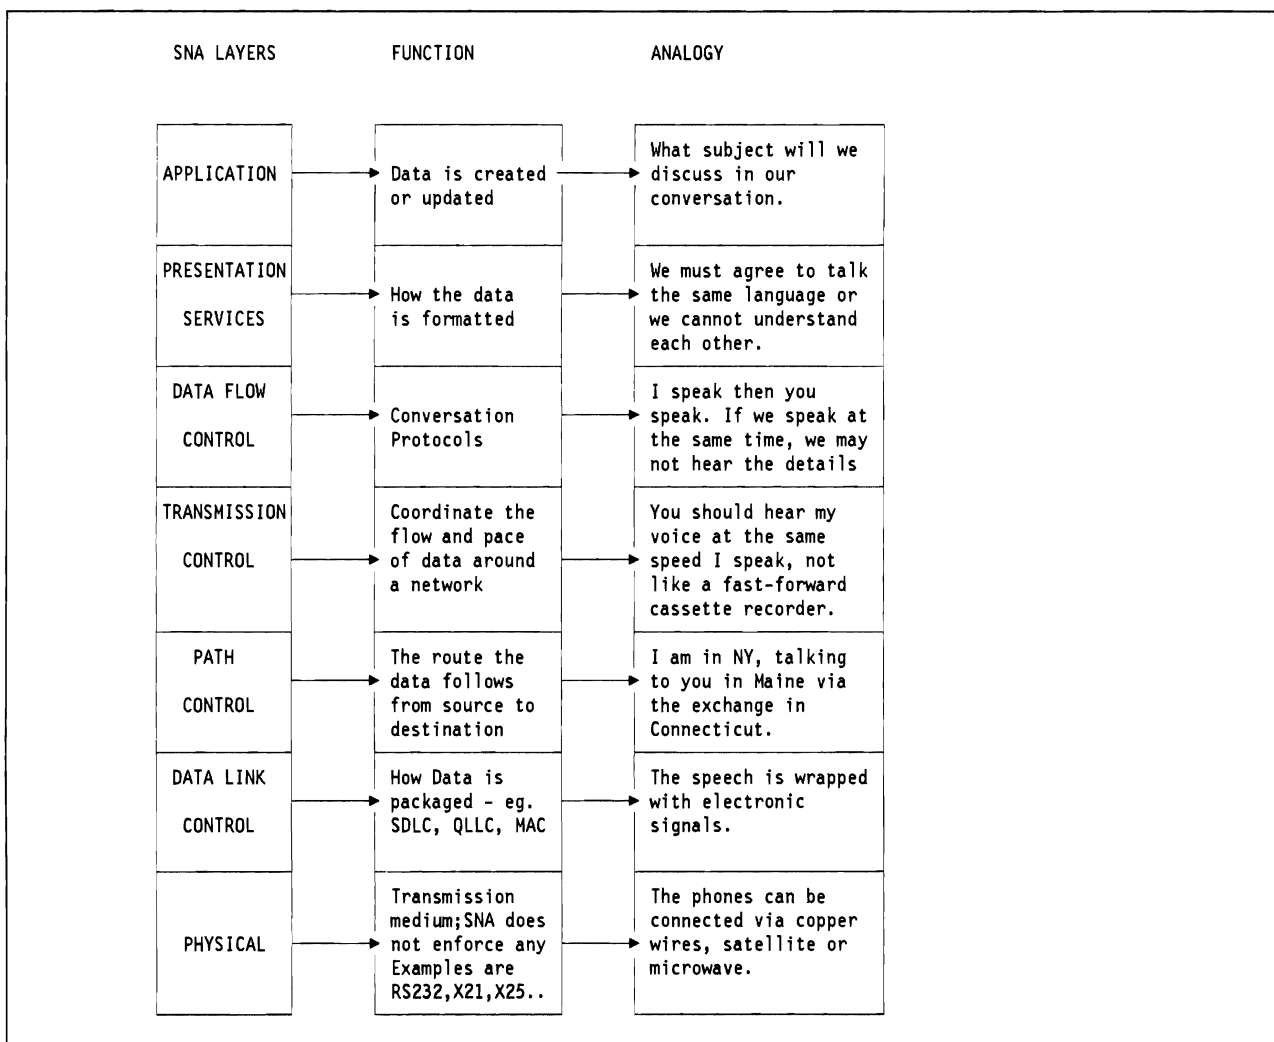 SNA LAYERS
FUNCTION
ANALOGY
APPLICATION
Data is created
or updated
What subject will we
discuss in our
conversation.
PRESENTATION
SERVICES
How the data
is formatted
We must agree to talk
the same language or
we cannot understand
each other.
DATA FLOW
CONTROL
Conversation
Protocols
I speak then you
speak. If we speak at
the same time, we may
not hear the details
TRANSMISSION
CONTROL
Coordinate the
flow and pace
of data around
a network
You should hear my
voice at the same
speed I speak, not
like a fast-forward
cassette recorder.
PATH
CONTROL
The route the
data follows
from source to
destination
I am in NY, talking
to you in Maine via
the exchange in
Connecticut.
DATA LINK
CONTROL
How Data is
packaged - eg.
SDLC, QLLC, MAC
The speech is wrapped
with electronic
signals.
PHYSICAL
Transmission
medium;SNA does
not enforce any
Examples are
RS232,X21,X25..
The phones can be
connected via copper
wires, satellite or
microwave.